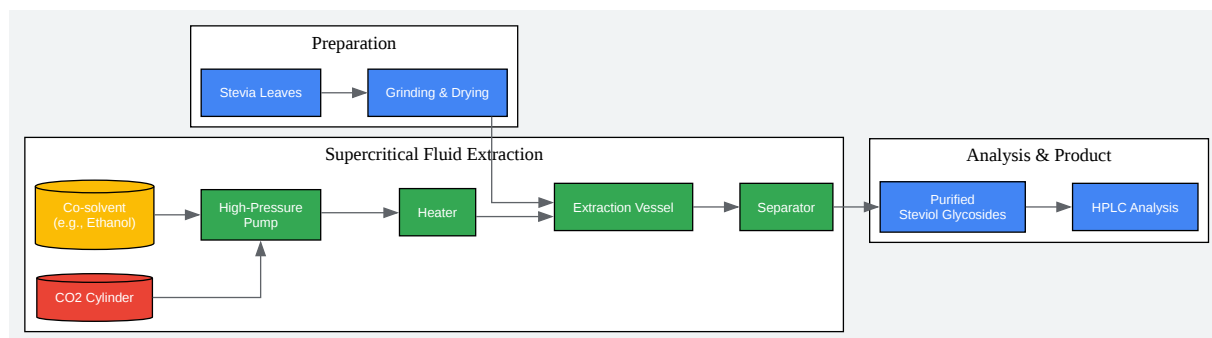 Preparation
Stevia Leaves
Grinding & Drying
Supercritical Fluid Extraction
Co-solvent
(e.g., Ethanol)
High-Pressure
Pump
Heater
Extraction Vessel
Separator
CO2 Cylinder
Analysis & Product
Purified
Steviol Glycosides
HPLC Analysis